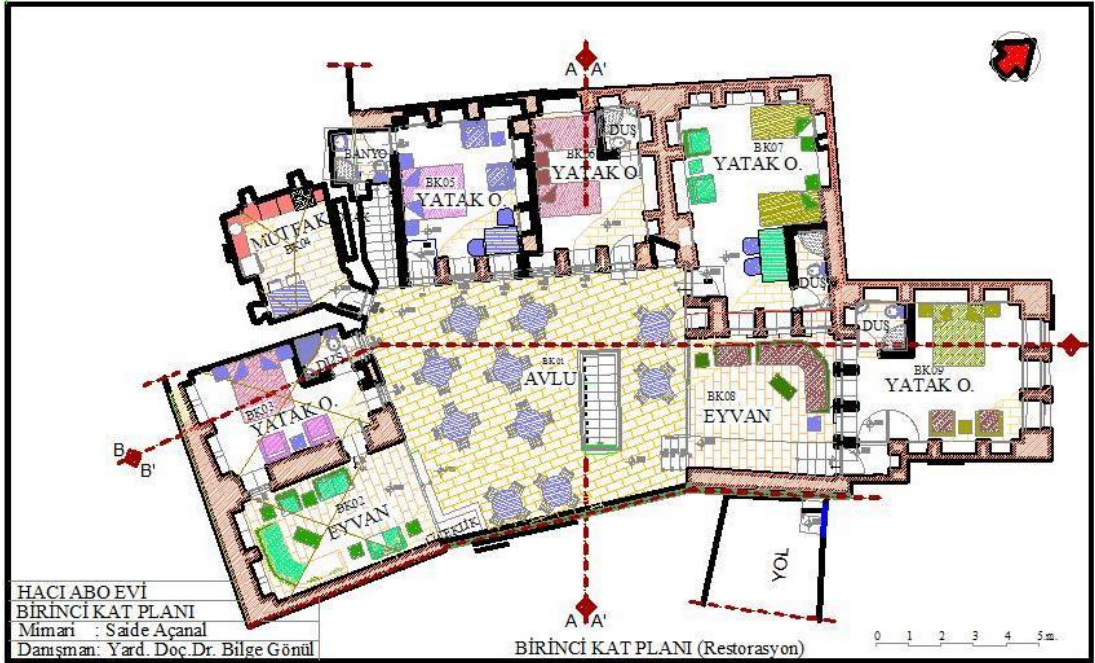 A A'
BANYO
DUŞ
BK05
YATAK O.
BK06
YATAK O.
BK07
YATAK O.
MUTFAK
BK04
DUŞ
DUŞ
DUŞ
BK03
YATAK O.
BK01
AVLU
BK08
EYVAN
BK09
YATAK O.
B
B'
BK02
EYVAN
YOL
A A'
HACI ABO EVİ
BİRİNCİ KAT PLANI
Mimari : Saide Açanal
Danışman: Yard. Doç.Dr. Bilge Gönül
BİRİNCİ KAT PLANI (Restorasyon)
0 1 2 3 4 5m.